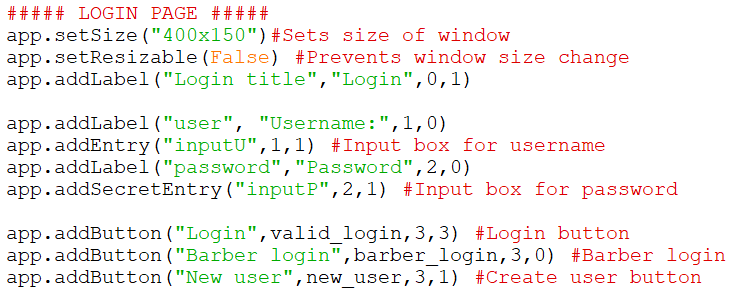 ##### LOGIN PAGE #####
app.setSize("400x150")#Sets size of window
app.setResizable(False) #Prevents window size change
app.addLabel("Login title","Login",0,1)
app.addLabel("user", "Username:",1,0)
app.addEntry("inputU",1,1) #Input box for username
app.addLabel("password","Password",2,0)
app.addSecretEntry("inputP",2,1) #Input box for password
app.addButton("Login",valid_login,3,3) #Login button
app.addButton("Barber login",barber_login,3,0) #Barber login
app.addButton("New user",new_user,3,1) #Create user button